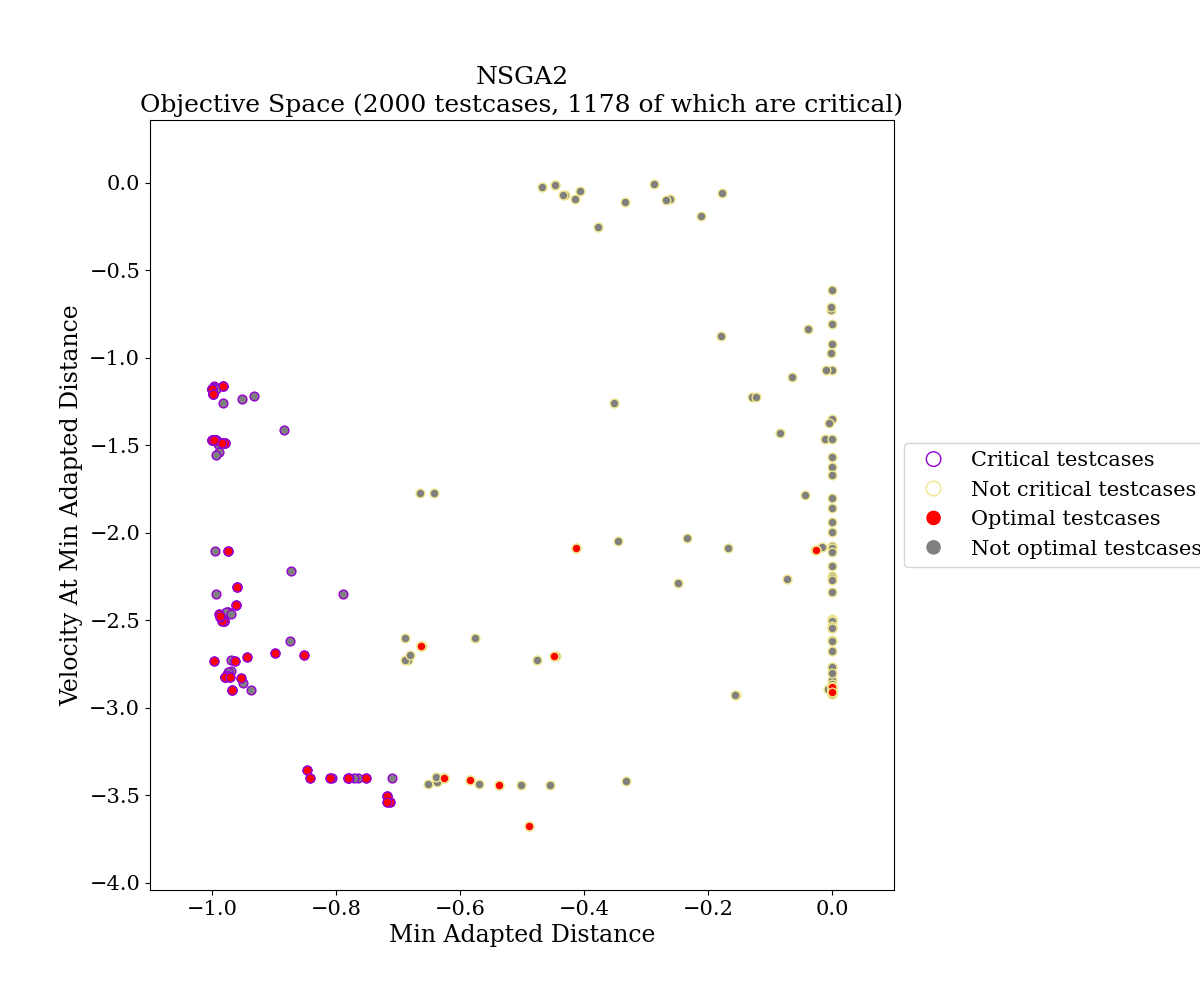 NSGA2
Objective Space (2000 testcases, 1178 of which are critical)
Velocity At Min Adapted Distance
0.0
−0.5
−1.0
−1.5
−2.0
−2.5
−3.0
−3.5
−4.0
−1.0 −0.8 −0.6 −0.4 −0.2 0.0
Min Adapted Distance
Critical testcases
Not critical testcases
Optimal testcases
Not optimal testcases